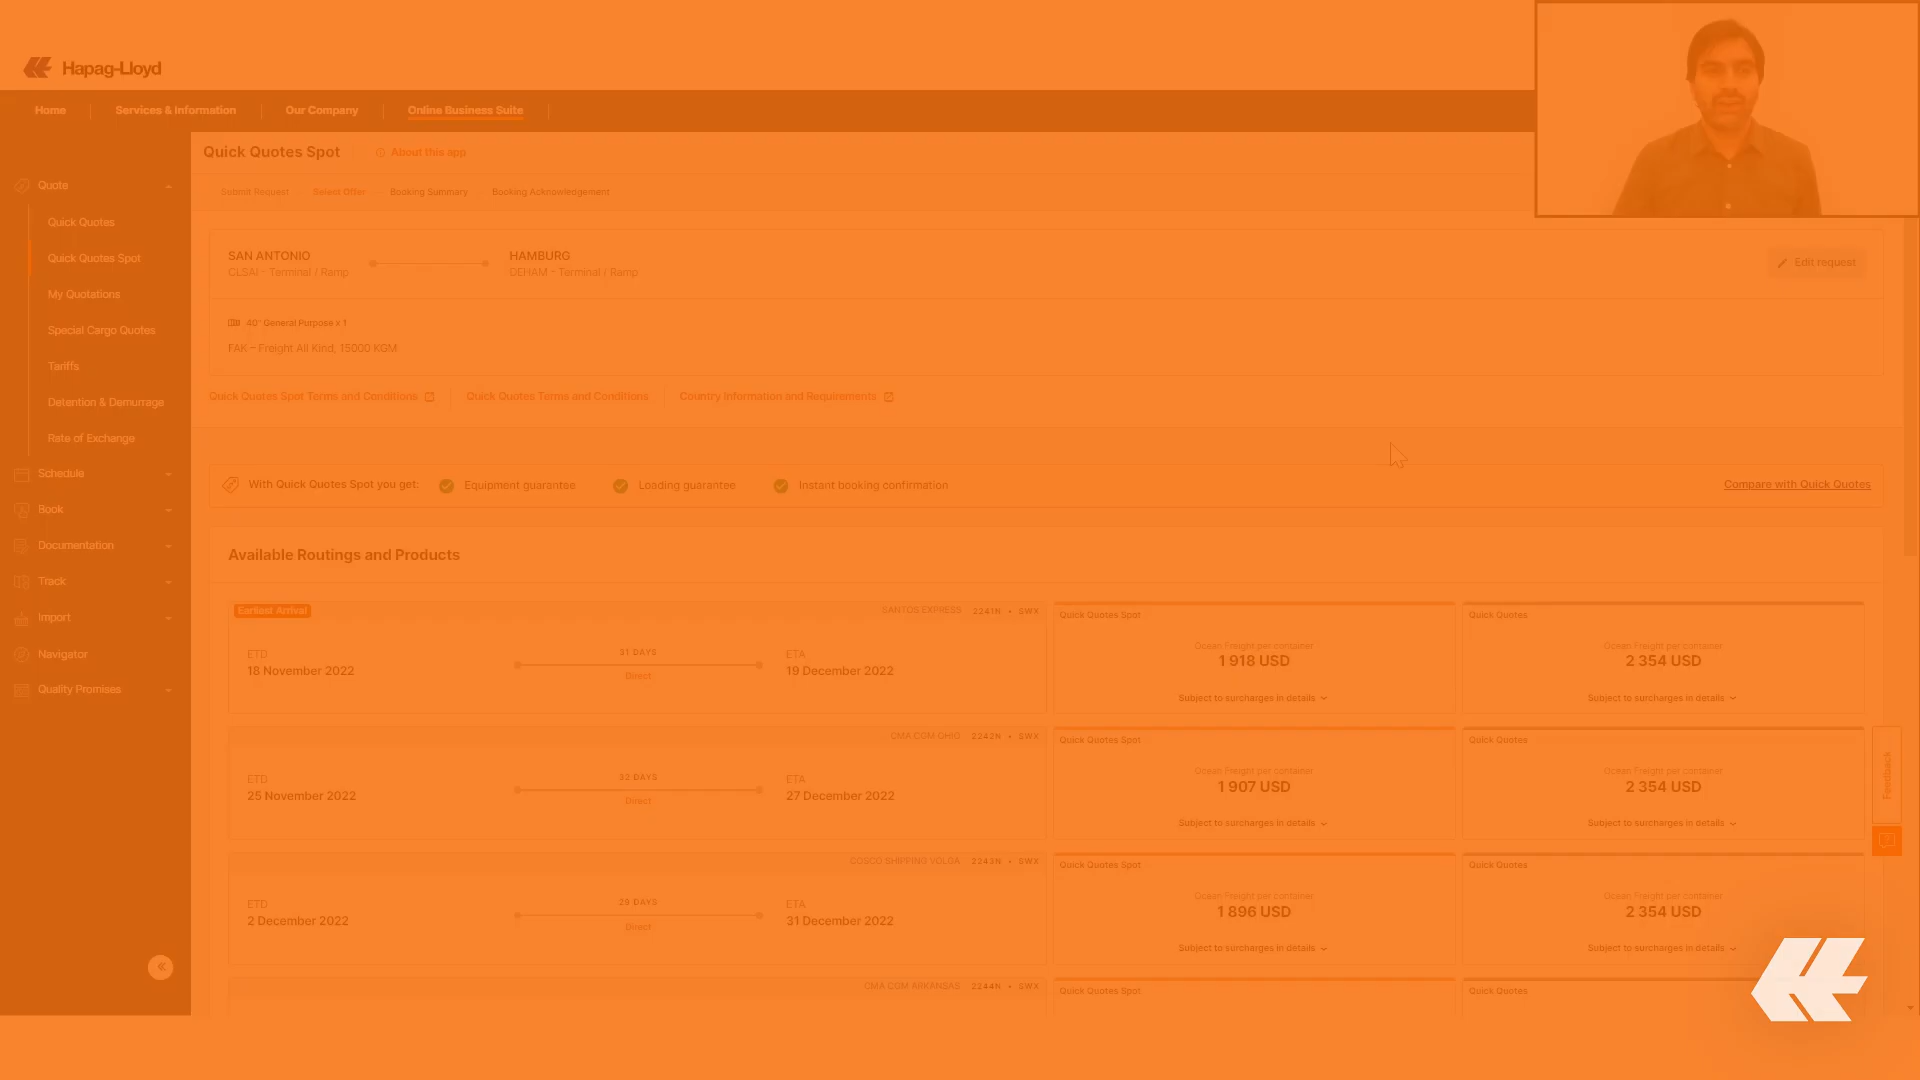 Hapag-Lloyd
Home
Services & Information
Our Company
Online Business Suite
Quick Quotes Spot
About this app
Submit Request
Select Offer
Booking Summary
Booking Acknowledgement
Quote
Quick Quotes
Quick Quotes Spot
My Quotations
Special Cargo Quotes
Tariffs
Detention & Demurrage
Rate of Exchange
Schedule
Book
Documentation
Track
Import
Navigator
Quality Promises
SAN ANTONIO
CLSAI - Terminal / Ramp
HAMBURG
DEHAM - Terminal / Ramp
Edit request
40' General Purpose x 1
FAK – Freight All Kind, 15000 KGM
Quick Quotes Spot Terms and Conditions
Quick Quotes Terms and Conditions
Country Information and Requirements
With Quick Quotes Spot you get:
Equipment guarantee
Loading guarantee
Instant booking confirmation
Compare with Quick Quotes
Available Routings and Products
Earliest Arrival
SANTOS EXPRESS 2241N • SWX
ETD
18 November 2022
31 DAYS
Direct
ETA
19 December 2022
Quick Quotes Spot
Ocean Freight per container
1 918 USD
Subject to surcharges in details
Quick Quotes
Ocean Freight per container
2 354 USD
Subject to surcharges in details
CMA CGM OHIO 2242N • SWX
ETD
25 November 2022
32 DAYS
Direct
ETA
27 December 2022
Quick Quotes Spot
Ocean Freight per container
1 907 USD
Subject to surcharges in details
Quick Quotes
Ocean Freight per container
2 354 USD
Subject to surcharges in details
COSCO SHIPPING VOLGA 2243N • SWX
ETD
2 December 2022
29 DAYS
Direct
ETA
31 December 2022
Quick Quotes Spot
Ocean Freight per container
1 896 USD
Subject to surcharges in details
Quick Quotes
Ocean Freight per container
2 354 USD
Subject to surcharges in details
CMA CGM ARKANSAS 2244N • SWX
Quick Quotes Spot
Quick Quotes
Feedback